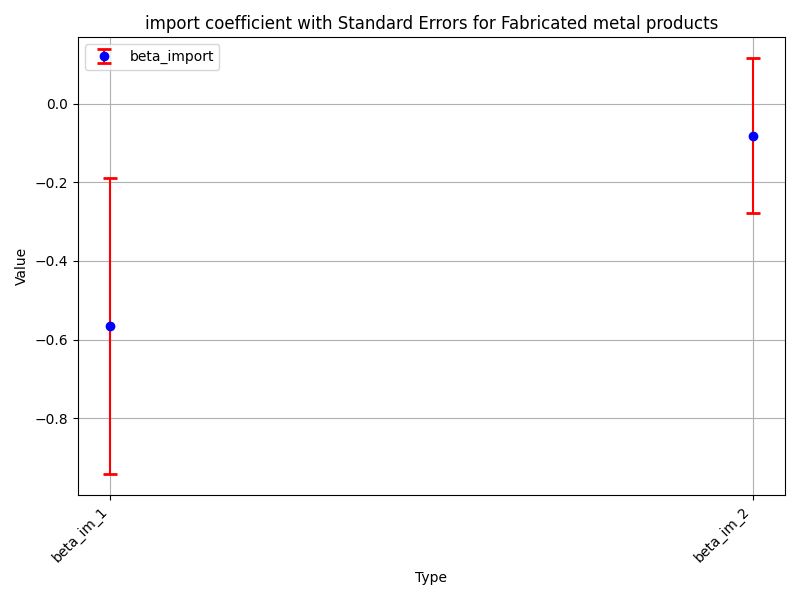 import coefficient with Standard Errors for Fabricated metal products
beta_import
0.0
−0.2
−0.4
−0.6
−0.8
Value
beta_im_1
beta_im_2
Type